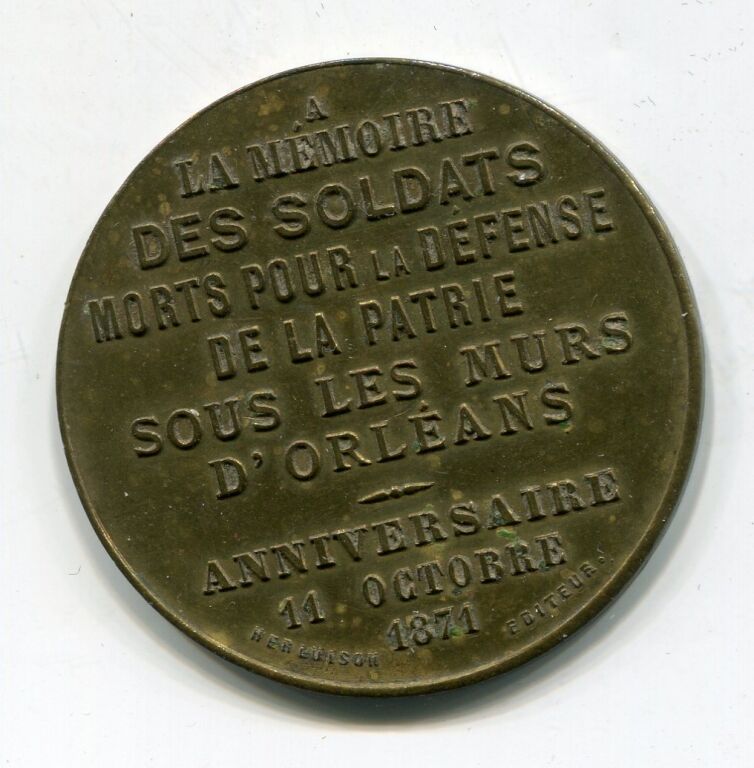 A
LA MÉMOIRE
DES SOLDATS
MORTS POUR LA DÉFENSE
DE LA PATRIE
SOUS LES MURS
D'ORLÉANS
ANNIVERSAIRE
11 OCTOBRE
1871
HERLUISON EDITEUR.